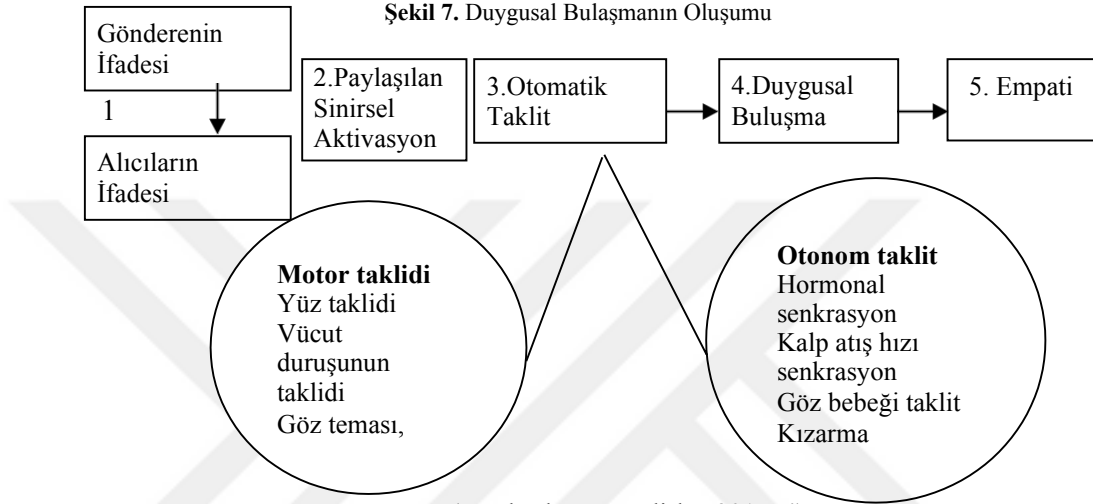 Şekil 7. Duygusal Bulaşmanın Oluşumu
Gönderenin
İfadesi
1
Alıcıların
İfadesi
2.Paylaşılan
Sinirsel
Aktivasyon
3.Otomatik
Taklit
4.Duygusal
Buluşma
5. Empati
Motor taklidi
Yüz taklidi
Vücut
duruşunun
taklidi
Göz teması,
Otonom taklit
Hormonal
senkrasyon
Kalp atış hızı
senkrasyon
Göz bebeği taklit
Kızarma